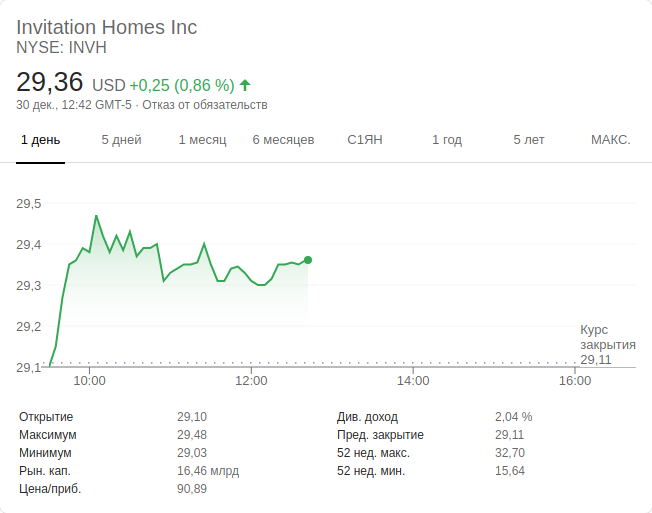 Invitation Homes Inc
NYSE: INVH
29,36 USD +0,25 (0,86 %)
30 дек., 12:42 GMT-5 · Отказ от обязательств
1 день 5 дней 1 месяц 6 месяцев С1ЯН 1 год 5 лет МАКС.
29,5
29,4
29,3
29,2
29,1
Курс
закрытия
29,11
10:00 12:00 14:00 16:00
Открытие 29,10 Див. доход 2,04 %
Максимум 29,48 Пред. закрытие 29,11
Минимум 29,03 52 нед. макс. 32,70
Рын. кап. 16,46 млрд 52 нед. мин. 15,64
Цена/приб. 90,89